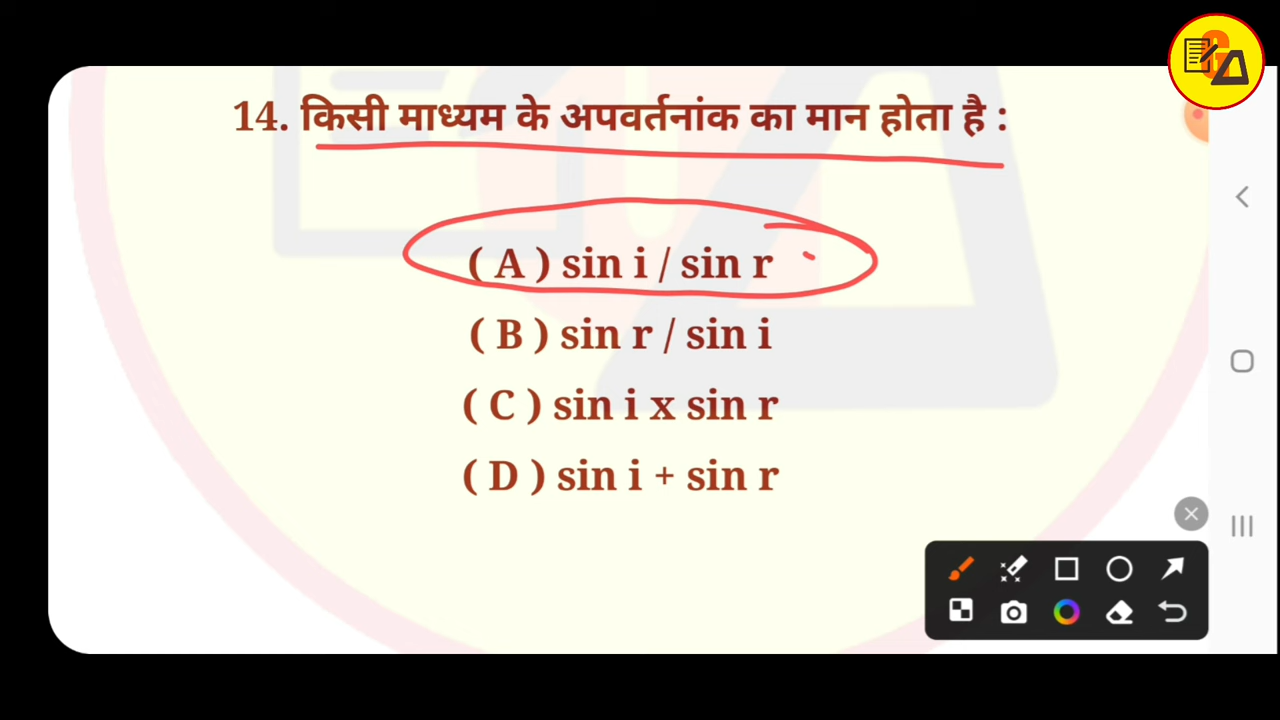 14. किसी माध्यम के अपवर्तनांक का मान होता है :
( A ) sin i / sin r
( B ) sin r / sin i
( C ) sin i x sin r
( D ) sin i + sin r